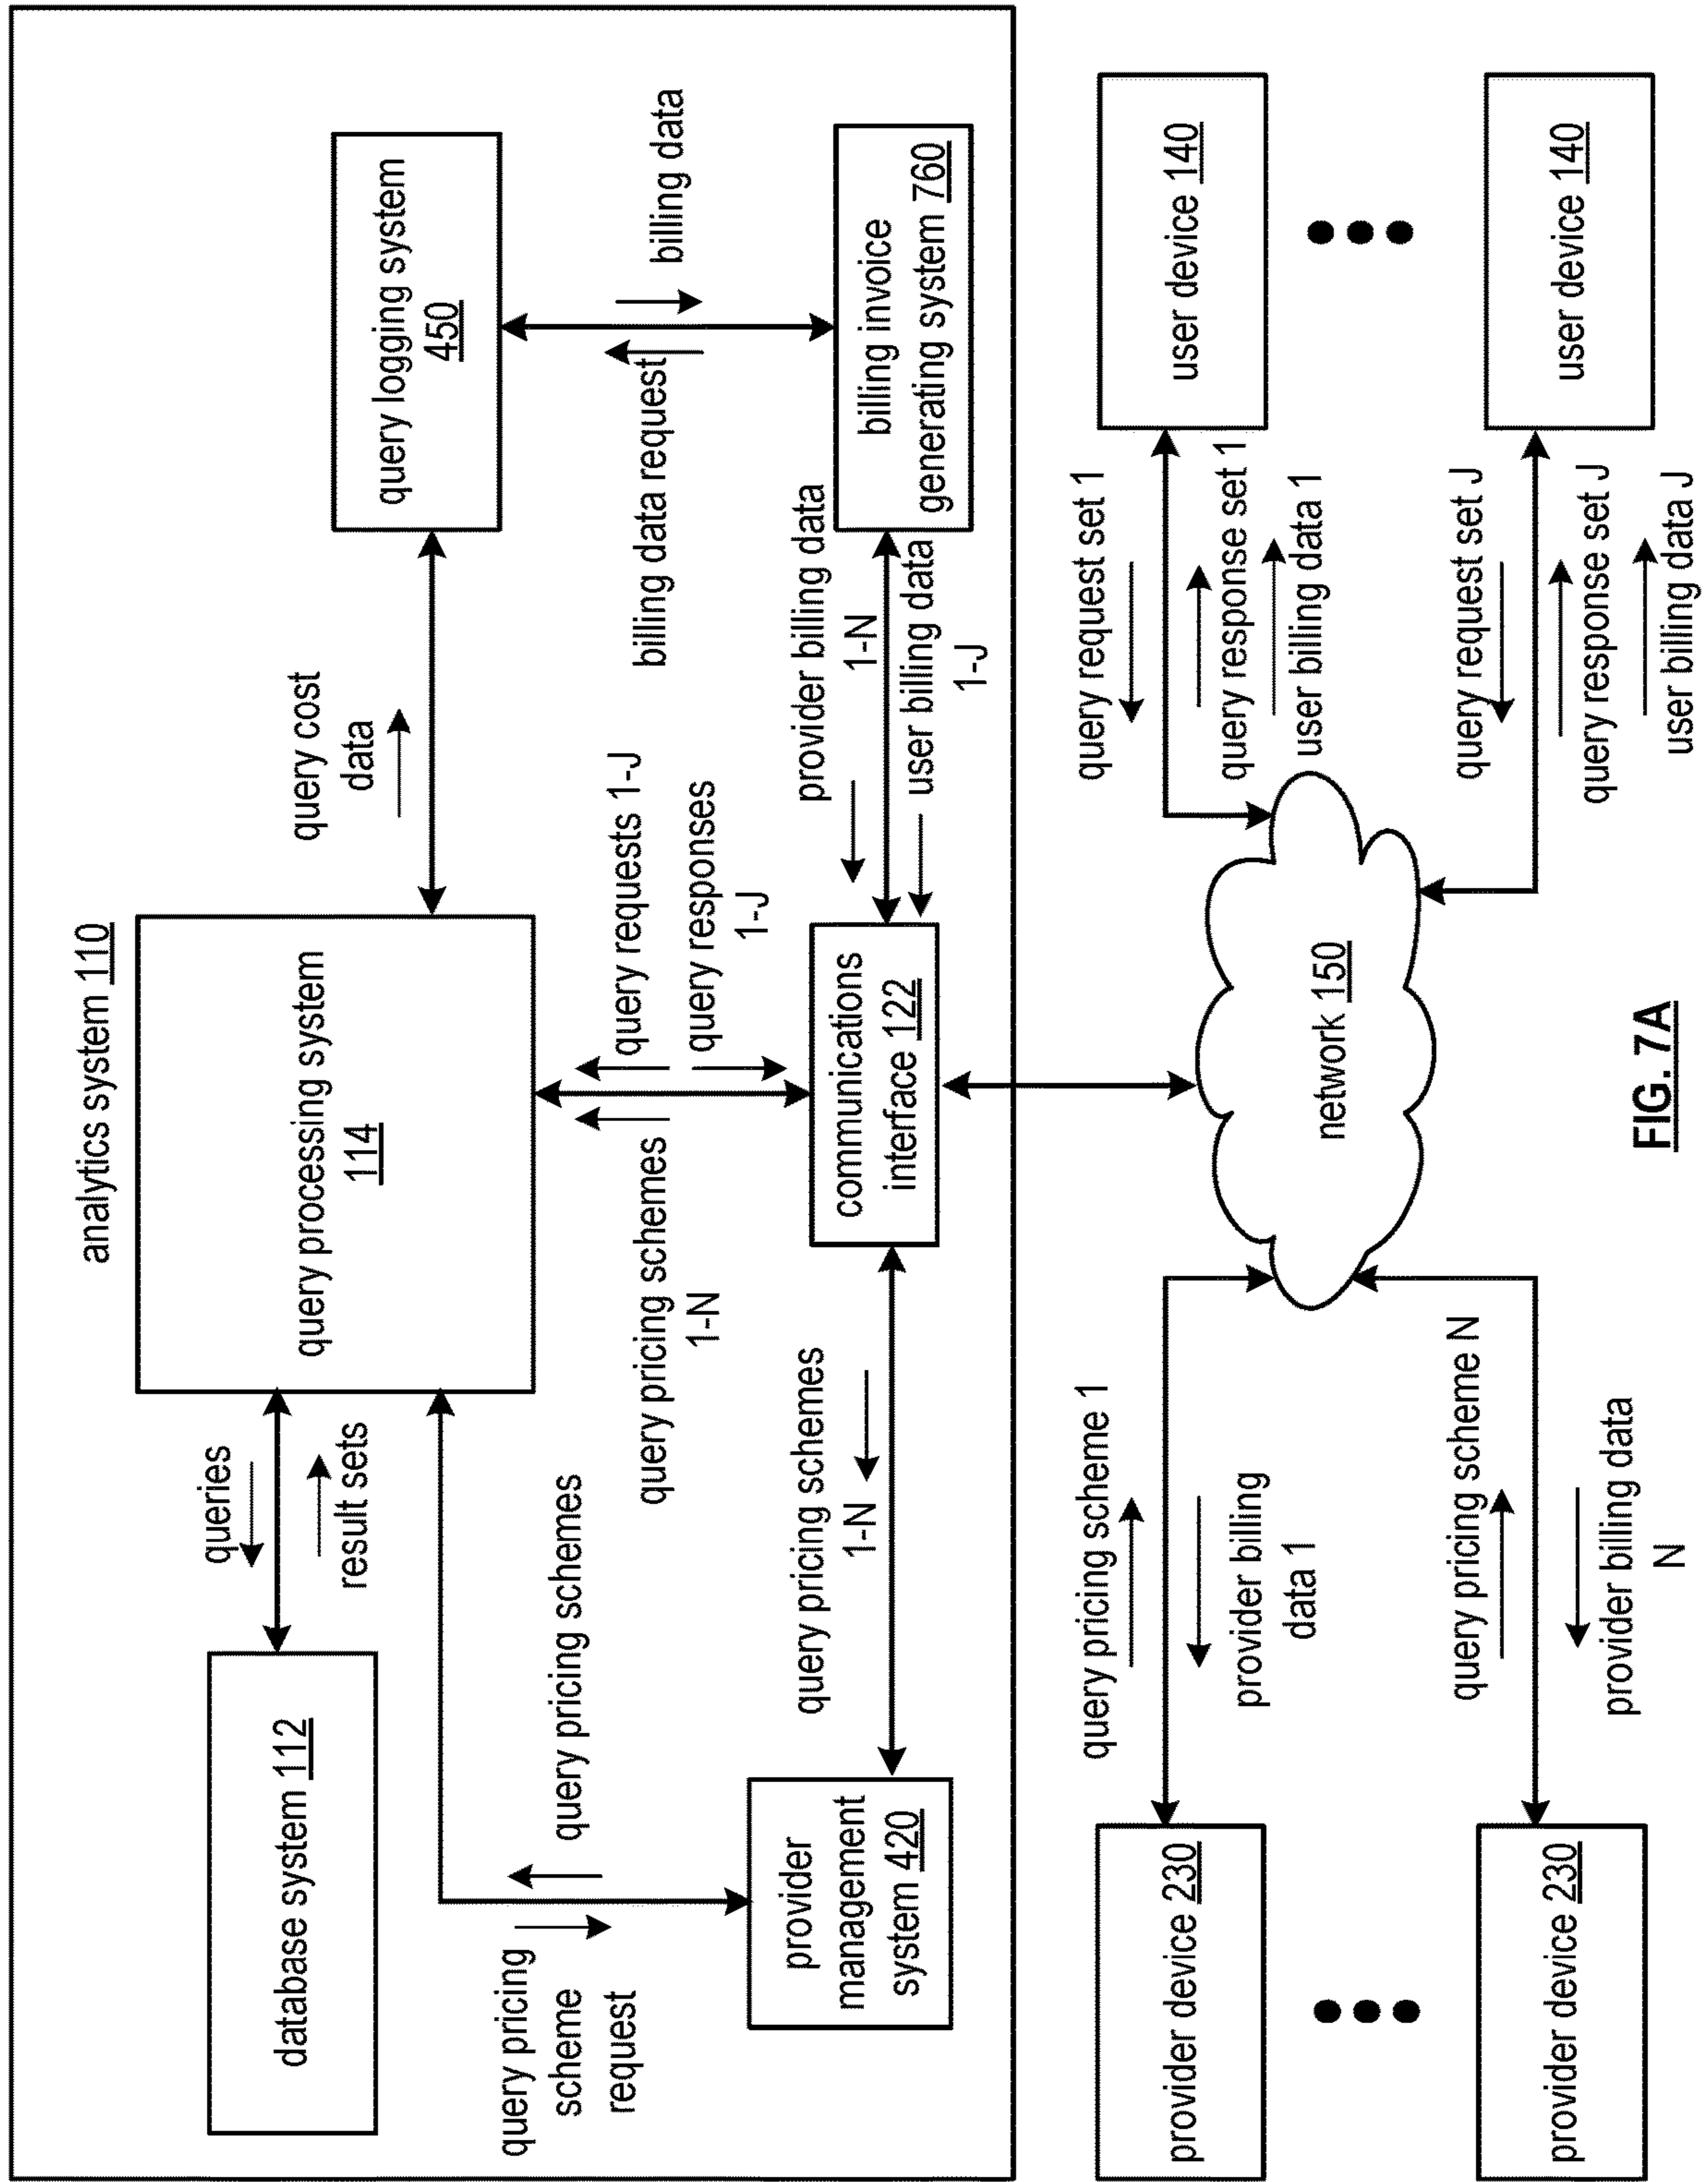 analytics system 110
database system 112
queries
result sets
query processing system
114
query cost
data
query logging system
450
query pricing
scheme
request
query pricing schemes
query pricing schemes
1-N
query requests 1-J
query responses
1-J
billing data request
billing data
provider
management
system 420
query pricing schemes
1-N
communications
interface 122
provider billing data
1-N
user billing data
1-J
billing invoice
generating system 760
provider device 230
query pricing scheme 1
provider billing
data 1
provider device 230
query pricing scheme N
provider billing data
N
network 150
query request set 1
query response set 1
user billing data 1
user device 140
query request set J
query response set J
user billing data J
user device 140
FIG. 7A